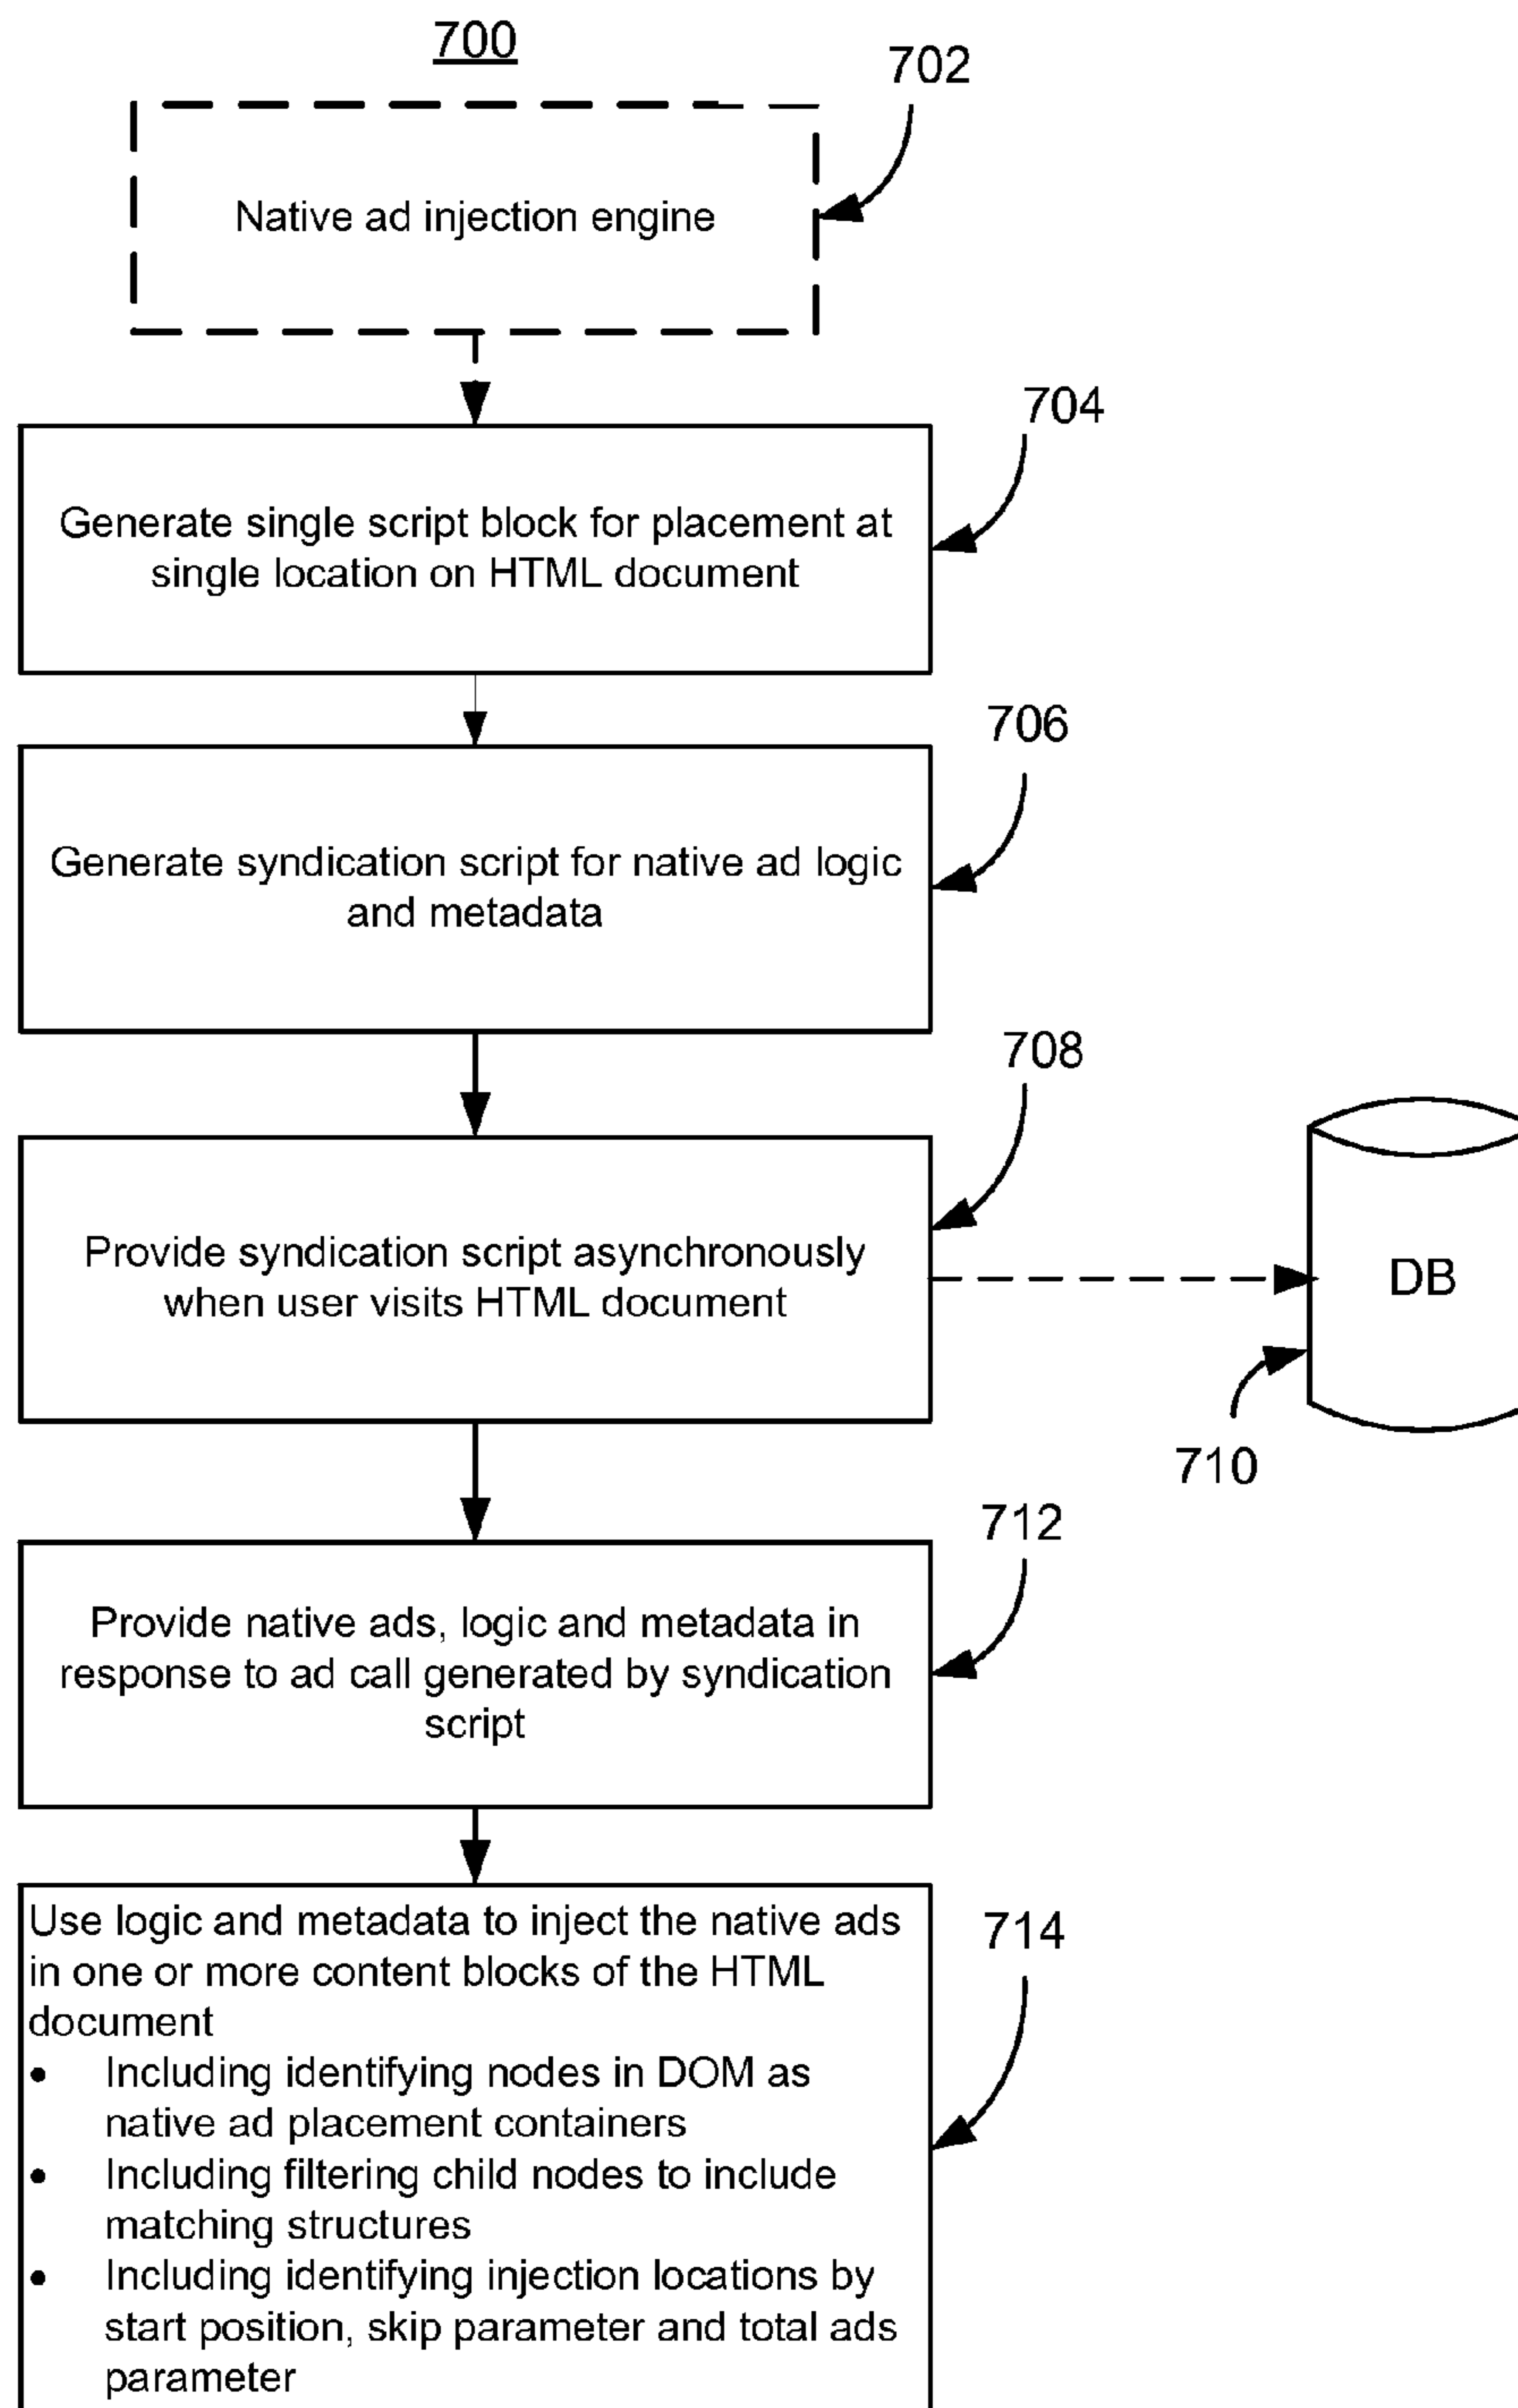 700
702
Native ad injection engine
704
Generate single script block for placement at
single location on HTML document
706
Generate syndication script for native ad logic
and metadata
708
Provide syndication script asynchronously
when user visits HTML document
DB
710
712
Provide native ads, logic and metadata in
response to ad call generated by syndication
script
714
Use logic and metadata to inject the native ads
in one or more content blocks of the HTML
document
• Including identifying nodes in DOM as
native ad placement containers
• Including filtering child nodes to include
matching structures
• Including identifying injection locations by
start position, skip parameter and total ads
parameter